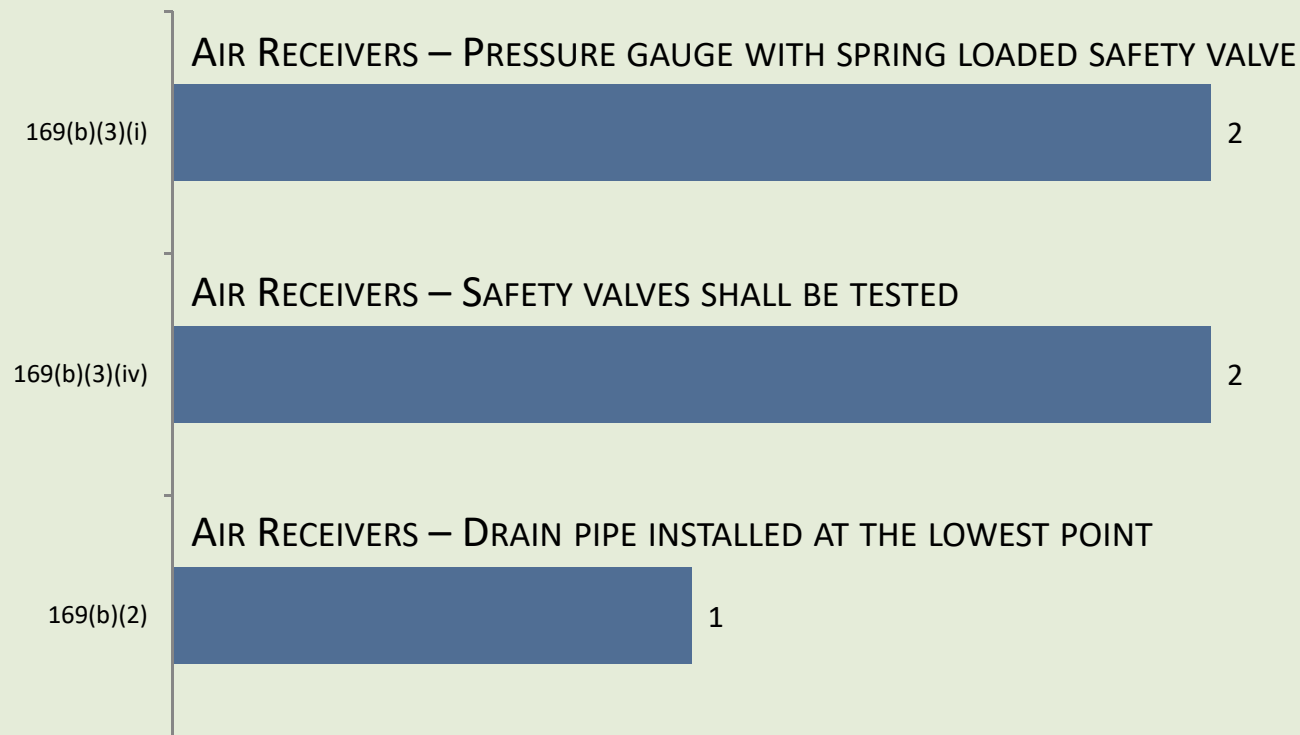 AIR RECEIVERS – PRESSURE GAUGE WITH SPRING LOADED SAFETY VALVE
169(b)(3)(i)
2
AIR RECEIVERS – SAFETY VALVES SHALL BE TESTED
169(b)(3)(iv)
2
AIR RECEIVERS – DRAIN PIPE INSTALLED AT THE LOWEST POINT
169(b)(2)
1